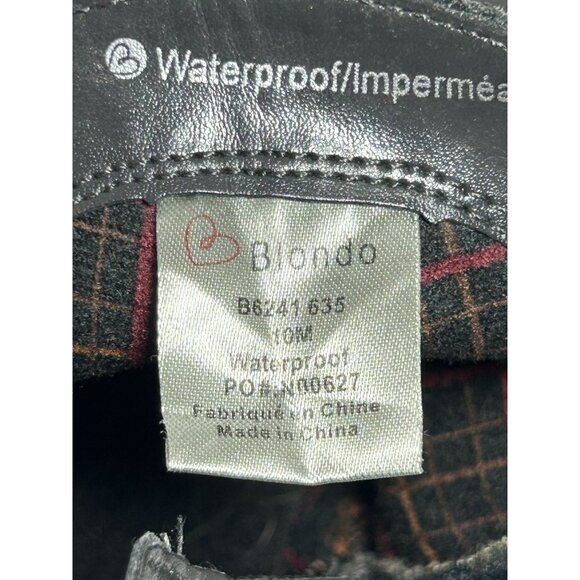 Waterproof/Imperméa
Blondo
B6241 635
10M
Waterproof
PO#:N00627
Fabriqué en Chine
Made in China